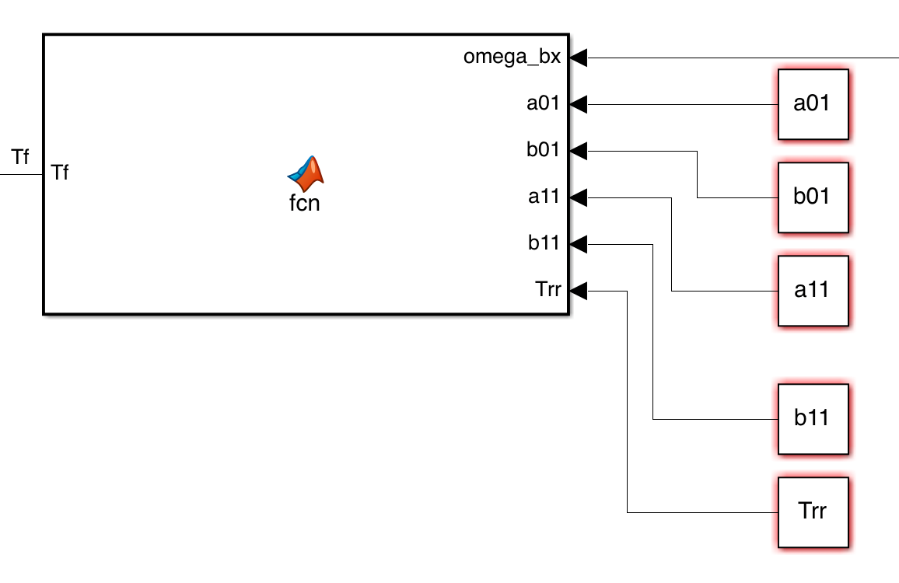 omega_bx
a01
a01
b01
Tf
Tf
fcn
a11
b01
b11
a11
Trr
b11
Trr